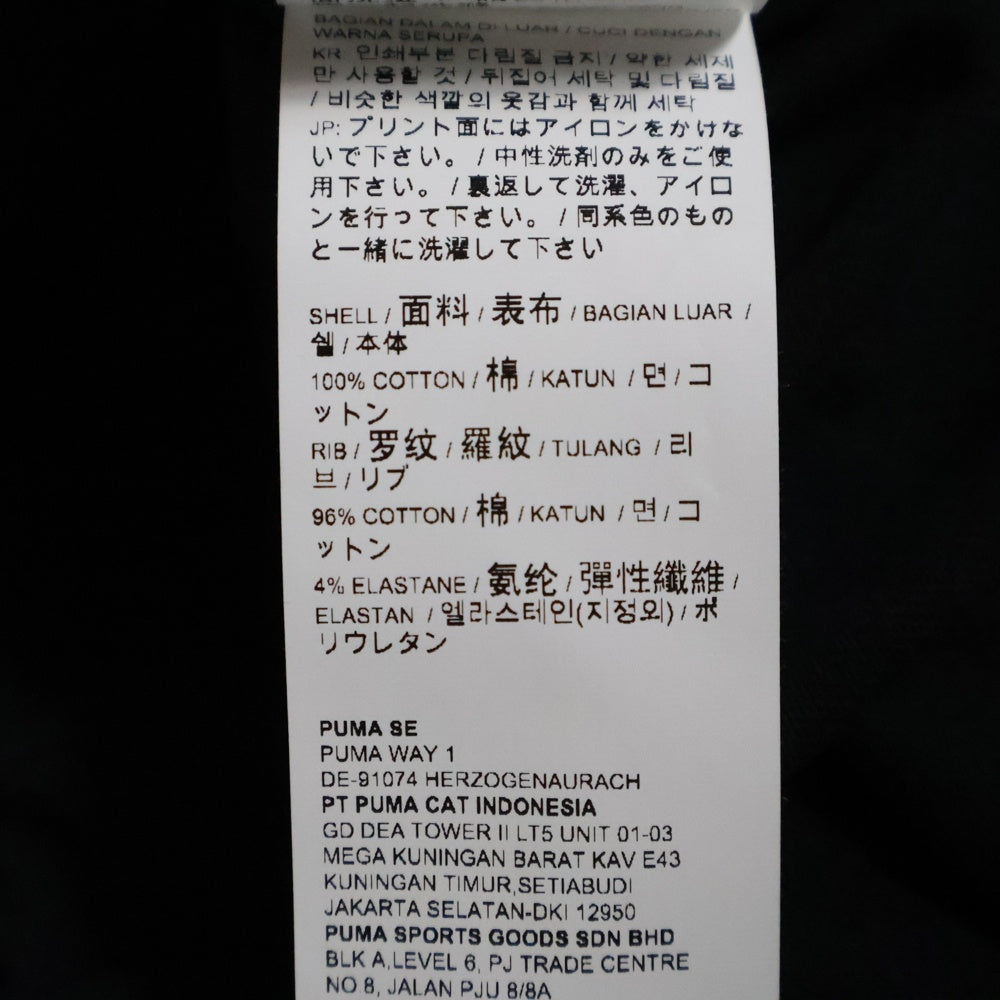 BAGIAN DALAM DI LUAR / CUCI DENGAN
WARNA SERUPA
KR: 인쇄부분 다림질 금지 / 약한 세제
만 사용할 것 / 뒤집어 세탁 및 다림질
/ 비슷한 색깔의 옷감과 함께 세탁
JP: プリント面にはアイロンをかけな
いで下さい。 / 中性洗剤のみをご使
用下さい。 / 裏返して洗濯、アイロ
ンを行って下さい。 / 同系色のもの
と一緒に洗濯して下さい
SHELL / 面料 / 表布 / BAGIAN LUAR /
쉘 / 本体
100% COTTON / 棉 / KATUN / 면 / コ
ットン
RIB / 罗纹 / 羅紋 / TULANG / 리
브 / リブ
96% COTTON / 棉 / KATUN / 면 / コ
ットン
4% ELASTANE / 氨纶 / 彈性纖維 /
ELASTAN / 엘라스테인(지정외) / ポ
リウレタン
PUMA SE
PUMA WAY 1
DE-91074 HERZOGENAURACH
PT PUMA CAT INDONESIA
GD DEA TOWER II LT5 UNIT 01-03
MEGA KUNINGAN BARAT KAV E43
KUNINGAN TIMUR,SETIABUDI
JAKARTA SELATAN-DKI 12950
PUMA SPORTS GOODS SDN BHD
BLK A,LEVEL 6, PJ TRADE CENTRE
NO 8, JALAN PJU 8/8A